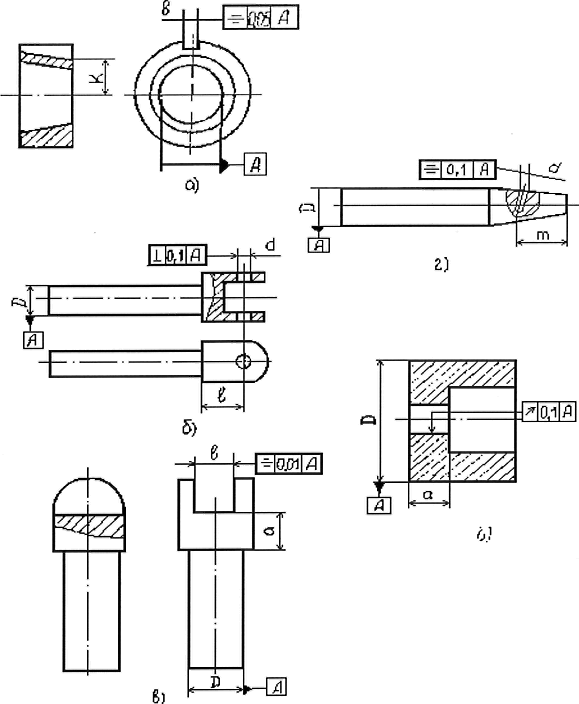 в ⌯ 0,05 A
K
A
а)
⌯ 0,1 A d
D
A
m
г)
⊥ 0,1 A d
D
A
в
б)
D
↗ 0,1 A
A
a
в ⌯ 0,01 A
a
D A
в)